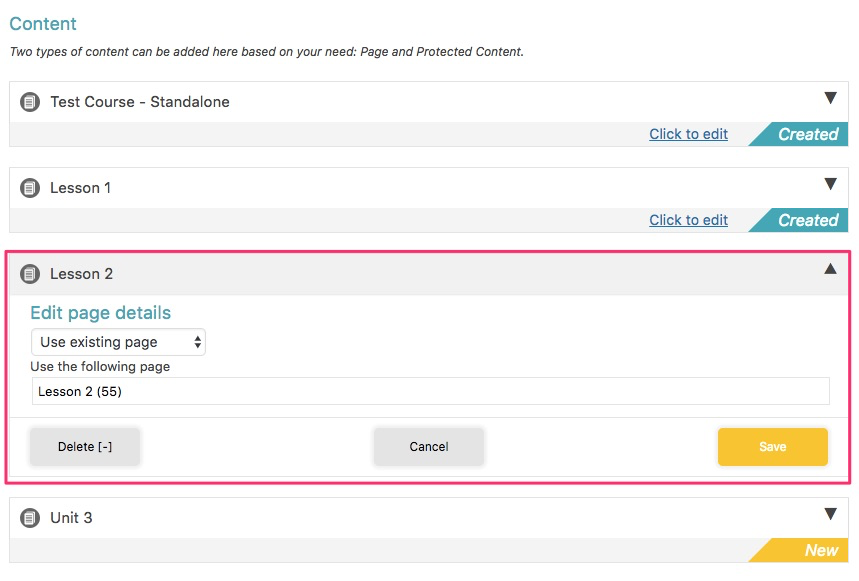 Content
Two types of content can be added here based on your need: Page and Protected Content.
Test Course - Standalone
Click to edit
Created
Lesson 1
Click to edit
Created
Lesson 2
Edit page details
Use existing page
Use the following page
Lesson 2 (55)
Delete [-]
Cancel
Save
Unit 3
New